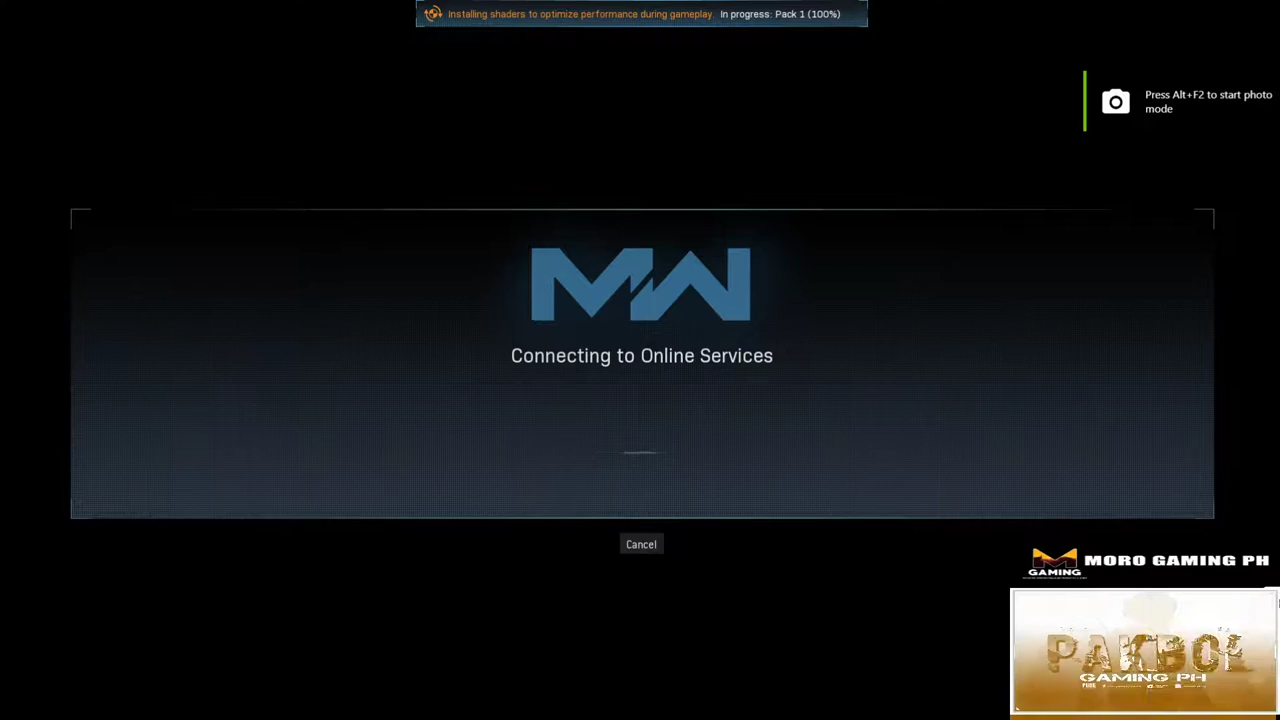 Installing shaders to optimize performance during gameplay. In progress: Pack 1 (100%)
Press Alt+F2 to start photo
mode
MW
Connecting to Online Services
Cancel
M
GAMING
MORO GAMING PH
PAKBOL
GAMING PH